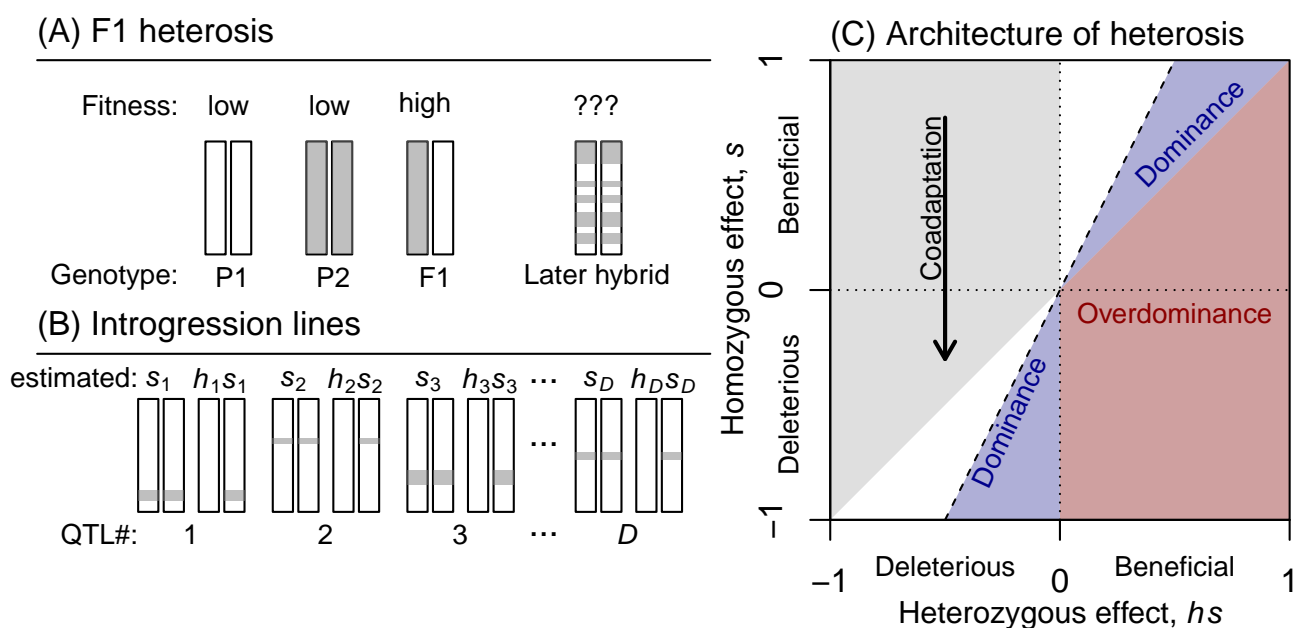 (A) F1 heterosis
Fitness: low low high ???
Genotype: P1 P2 F1 Later hybrid
(B) Introgression lines
estimated: s1 h1s1 s2 h2s2 s3 h3s3 ... sD hDsD
...
QTL#: 1 2 3 ... D
(C) Architecture of heterosis
Homozygous effect, s
Deleterious Beneficial
1
0
−1
Coadaptation
Dominance
Overdominance
Dominance
−1 0 1
Deleterious Beneficial
Heterozygous effect, hs